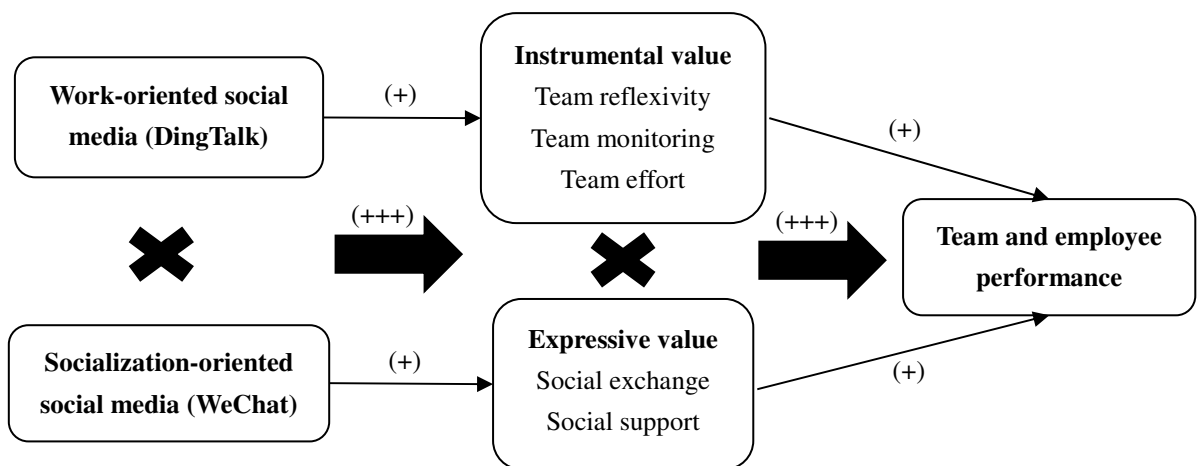 Work-oriented social
media (DingTalk)
(+)
Instrumental value
Team reflexivity
Team monitoring
Team effort
(+)
(+++)
(+++)
Team and employee
performance
Socialization-oriented
social media (WeChat)
(+)
Expressive value
Social exchange
Social support
(+)